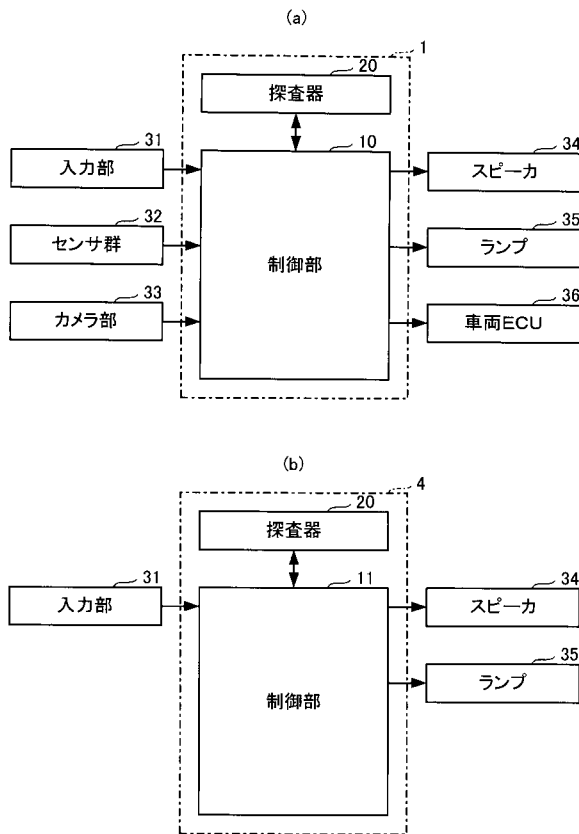 (a)
1
20
探査器
31
入力部
10
制御部
34
スピーカ
32
センサ群
35
ランプ
33
カメラ部
36
車両ECU
(b)
4
20
探査器
31
入力部
11
制御部
34
スピーカ
35
ランプ